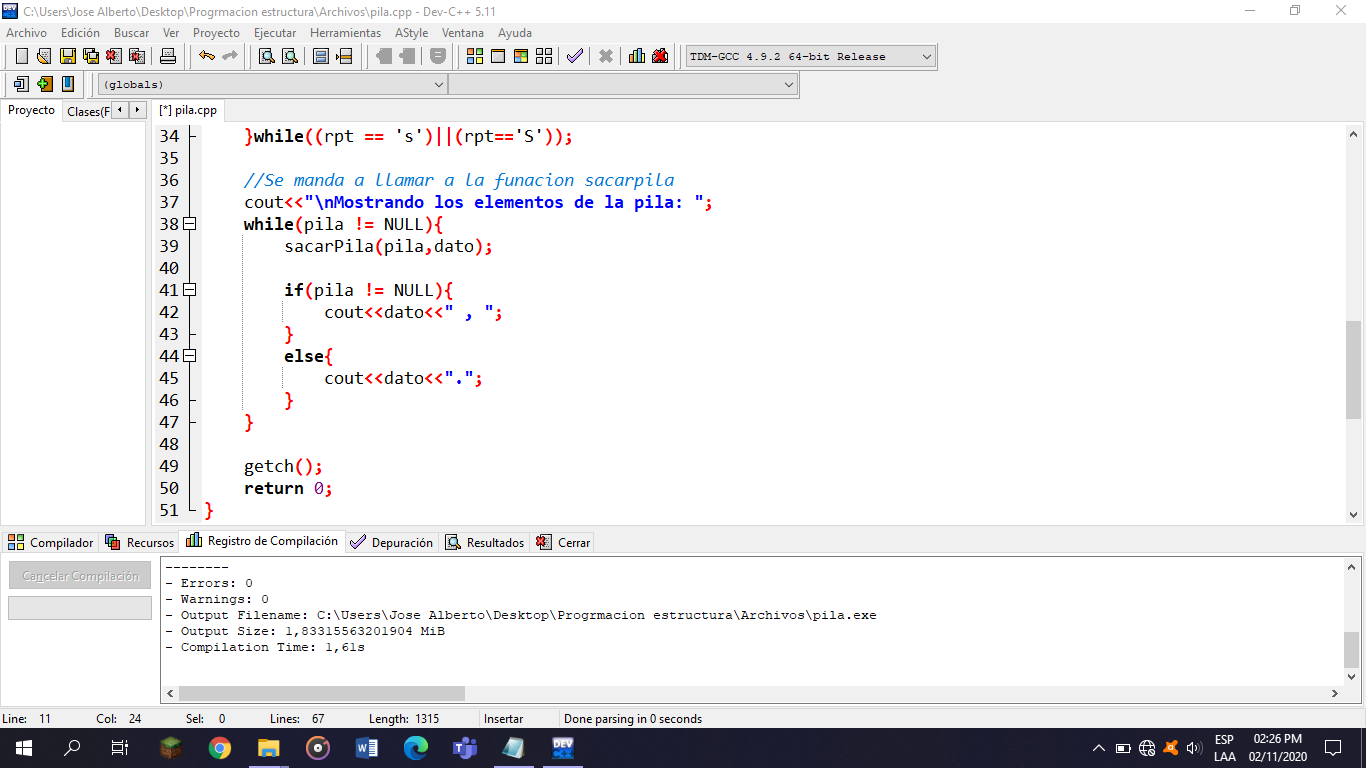 C:\Users\Jose Alberto\Desktop\Progrmacion estructura\Archivos\pila.cpp - Dev-C++ 5.11
Archivo Edición Buscar Ver Proyecto Ejecutar Herramientas AStyle Ventana Ayuda
TDM-GCC 4.9.2 64-bit Release
(globals)
Proyecto Clases(F [*] pila.cpp
34 }while((rpt == 's')||(rpt=='S'));
35
36 //Se manda a llamar a la funacion sacarpila
37 cout<<"\nMostrando los elementos de la pila: ";
38 while(pila != NULL){
39 sacarPila(pila,dato);
40
41 if(pila != NULL){
42 cout<<dato<<" , ";
43 }
44 else{
45 cout<<dato<<".";
46 }
47 }
48
49 getch();
50 return 0;
51 }
Compilador Recursos Registro de Compilación Depuración Resultados Cerrar
Cancelar Compilación
--------
- Errors: 0
- Warnings: 0
- Output Filename: C:\Users\Jose Alberto\Desktop\Progrmacion estructura\Archivos\pila.exe
- Output Size: 1,83315563201904 MiB
- Compilation Time: 1,61s
Line: 11 Col: 24 Sel: 0 Lines: 67 Length: 1315 Insertar Done parsing in 0 seconds
DEV
ESP 02:26 PM
LAA 02/11/2020